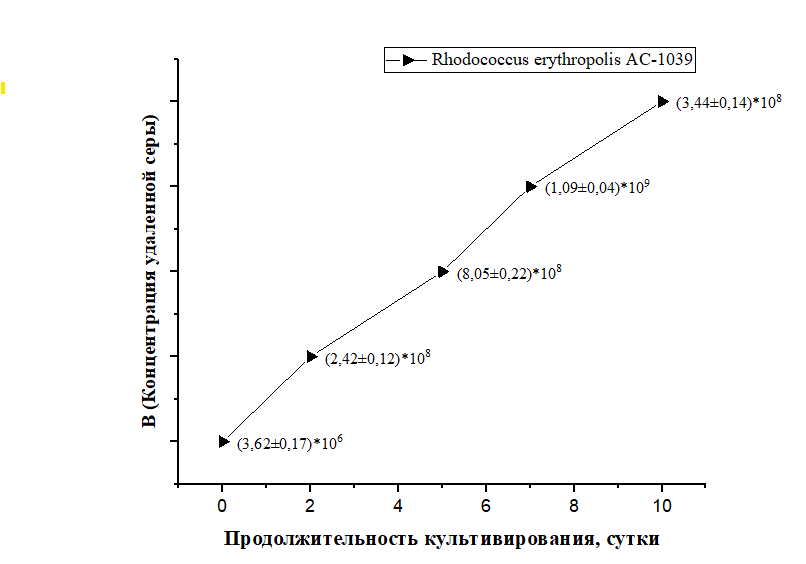 Rhodococcus erythropolis AC-1039
(3,44±0,14)*10⁸
(1,09±0,04)*10⁹
(8,05±0,22)*10⁸
(2,42±0,12)*10⁸
(3,62±0,17)*10⁶
В (Концентрация удаленной серы)
0 2 4 6 8 10
Продолжительность культивирования, сутки